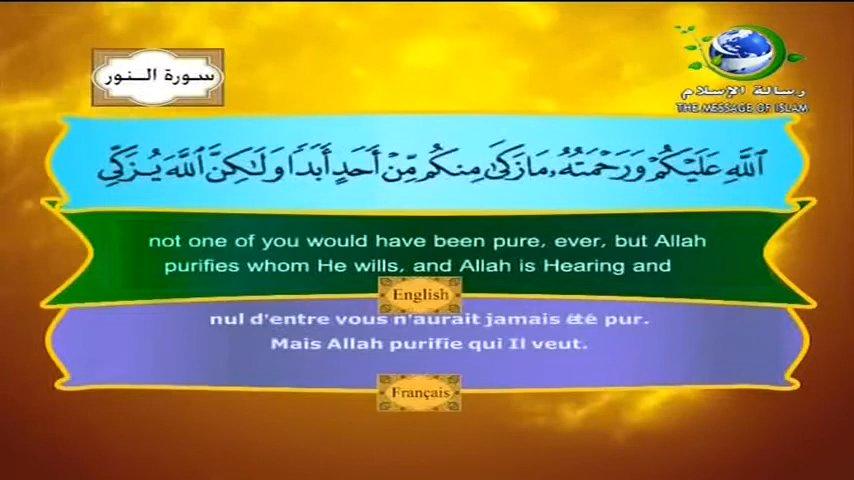 سورة النور
رسالة الإسلام
THE MESSAGE OF ISLAM
ٱللَّهِ عَلَيْكُمْ وَرَحْمَتُهُۥ مَا زَكَىٰ مِنكُم مِّنْ أَحَدٍ أَبَدًا وَلَٰكِنَّ ٱللَّهَ يُزَكِّى
not one of you would have been pure, ever, but Allah
purifies whom He wills, and Allah is Hearing and
English
nul d'entre vous n'aurait jamais été pur.
Mais Allah purifie qui Il veut.
Français